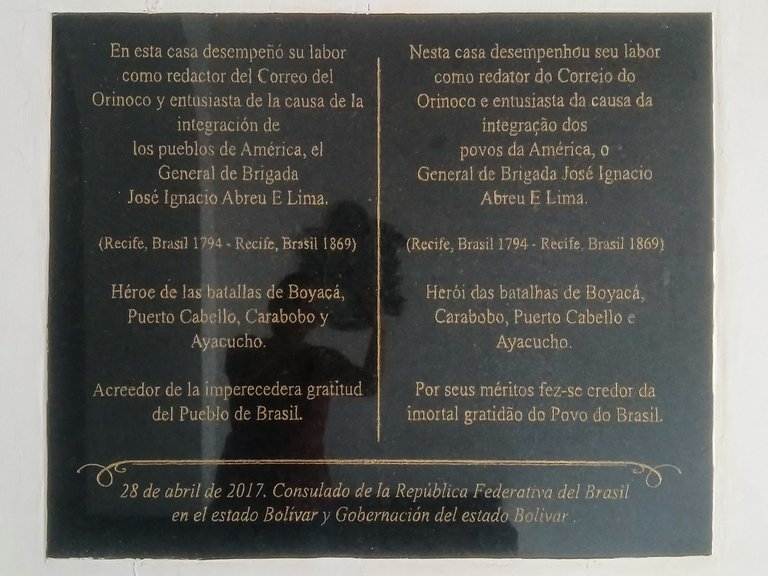 En esta casa desempeñó su labor
como redactor del Correo del
Orinoco y entusiasta de la causa de la
integración de
los pueblos de América, el
General de Brigada
José Ignacio Abreu E Lima.
(Recife, Brasil 1794 - Recife, Brasil 1869)
Héroe de las batallas de Boyacá,
Puerto Cabello, Carabobo y
Ayacucho.
Acreedor de la imperecedera gratitud
del Pueblo de Brasil.
Nesta casa desempenhou seu labor
como redator do Correio do
Orinoco e entusiasta da causa da
integração dos
povos da América, o
General de Brigada José Ignacio
Abreu E Lima.
(Recife, Brasil 1794 - Recife, Brasil 1869)
Herói das batalhas de Boyacá,
Carabobo, Puerto Cabello e
Ayacucho.
Por seus méritos fez-se credor da
imortal gratidão do Povo do Brasil.
28 de abril de 2017. Consulado de la República Federativa del Brasil
en el estado Bolívar y Gobernación del estado Bolívar .